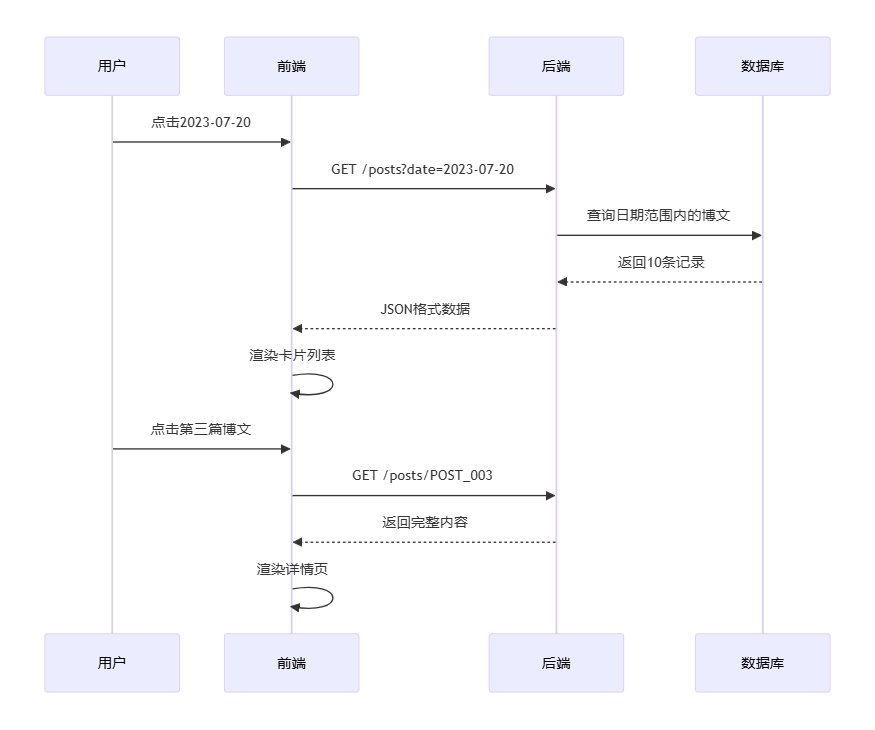 用户
前端
后端
数据库
点击2023-07-20
GET /posts?date=2023-07-20
查询日期范围内的博文
返回10条记录
JSON格式数据
渲染卡片列表
点击第三篇博文
GET /posts/POST_003
返回完整内容
渲染详情页
用户
前端
后端
数据库